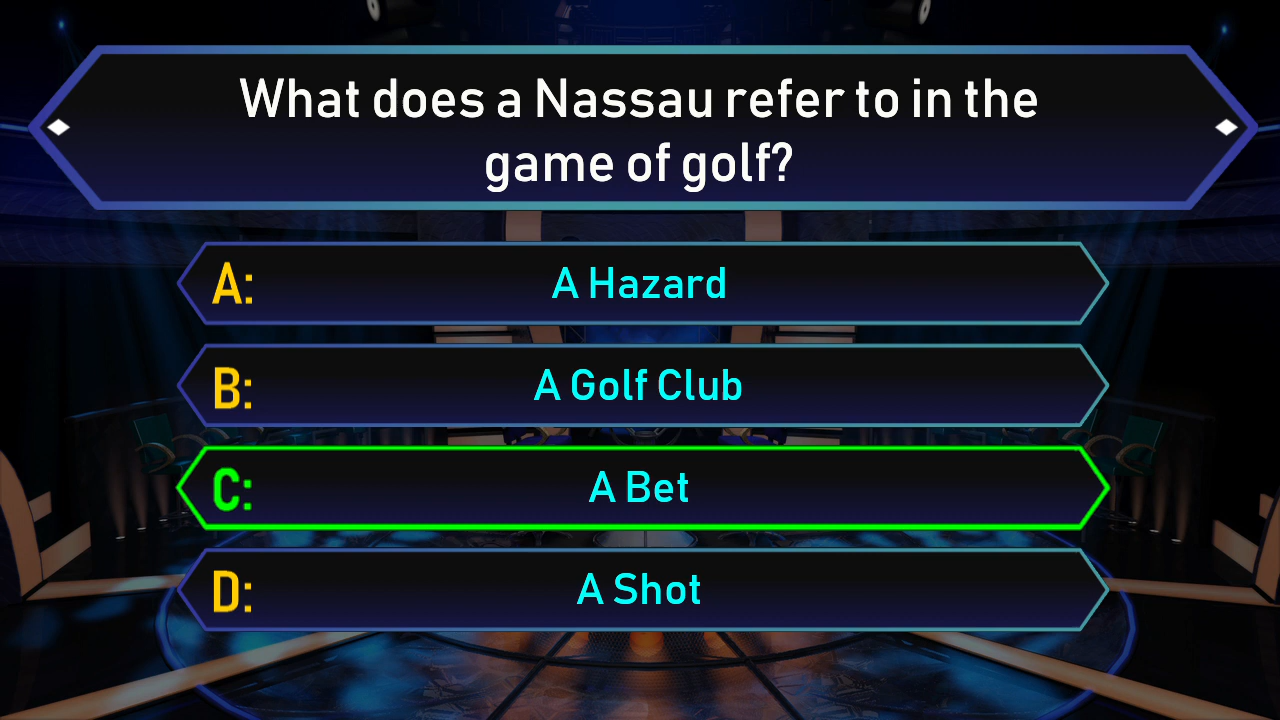 What does a Nassau refer to in the
game of golf?
A: A Hazard
B: A Golf Club
C: A Bet
D: A Shot